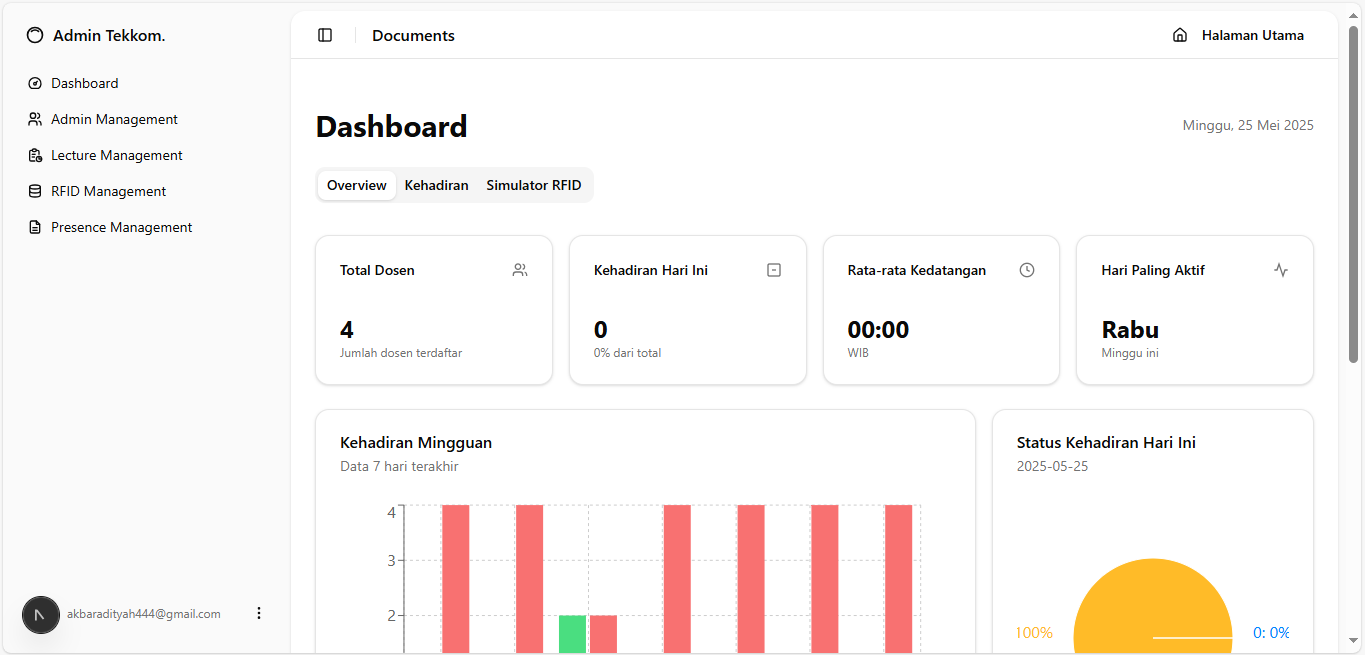 Admin Tekkom.
Documents
Halaman Utama
Dashboard
Admin Management
Lecture Management
RFID Management
Presence Management
akbaradityah444@gmail.com
Dashboard
Minggu, 25 Mei 2025
Overview Kehadiran Simulator RFID
Total Dosen
4
Jumlah dosen terdaftar
Kehadiran Hari Ini
0
0% dari total
Rata-rata Kedatangan
00:00
WIB
Hari Paling Aktif
Rabu
Minggu ini
Kehadiran Mingguan
Data 7 hari terakhir
4
3
2
Status Kehadiran Hari Ini
2025-05-25
100%
0: 0%